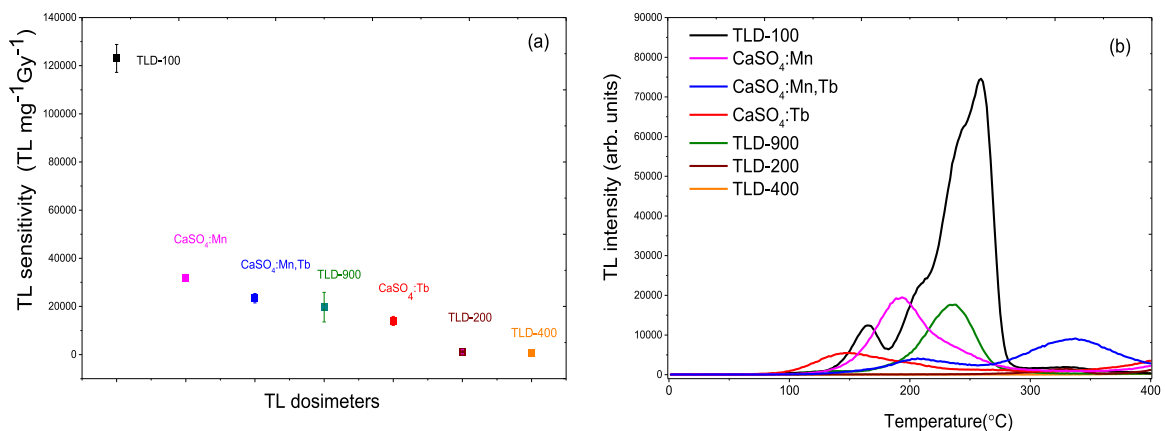 TL sensitivity (TL mg⁻¹Gy⁻¹)
140000
120000
100000
80000
60000
40000
20000
0
(a)
TLD-100
CaSO₄:Mn
CaSO₄:Mn,Tb
TLD-900
CaSO₄:Tb
TLD-200
TLD-400
TL dosimeters
TL intensity (arb. units)
90000
80000
70000
60000
50000
40000
30000
20000
10000
0
(b)
TLD-100
CaSO₄:Mn
CaSO₄:Mn,Tb
CaSO₄:Tb
TLD-900
TLD-200
TLD-400
0 100 200 300 400
Temperature(°C)